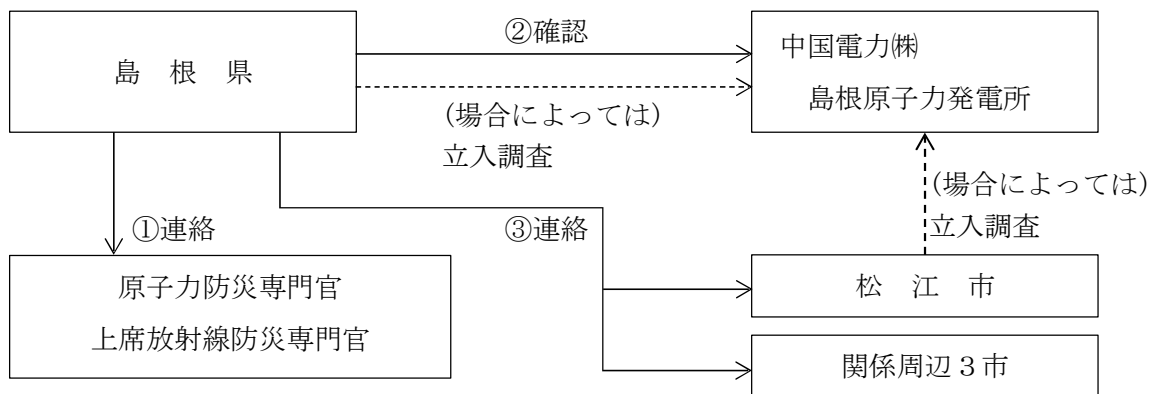 島　根　県
②確認
中国電力㈱
島根原子力発電所
(場合によっては)
立入調査
(場合によっては)
立入調査
①連絡
③連絡
原子力防災専門官
上席放射線防災専門官
松　江　市
関係周辺３市